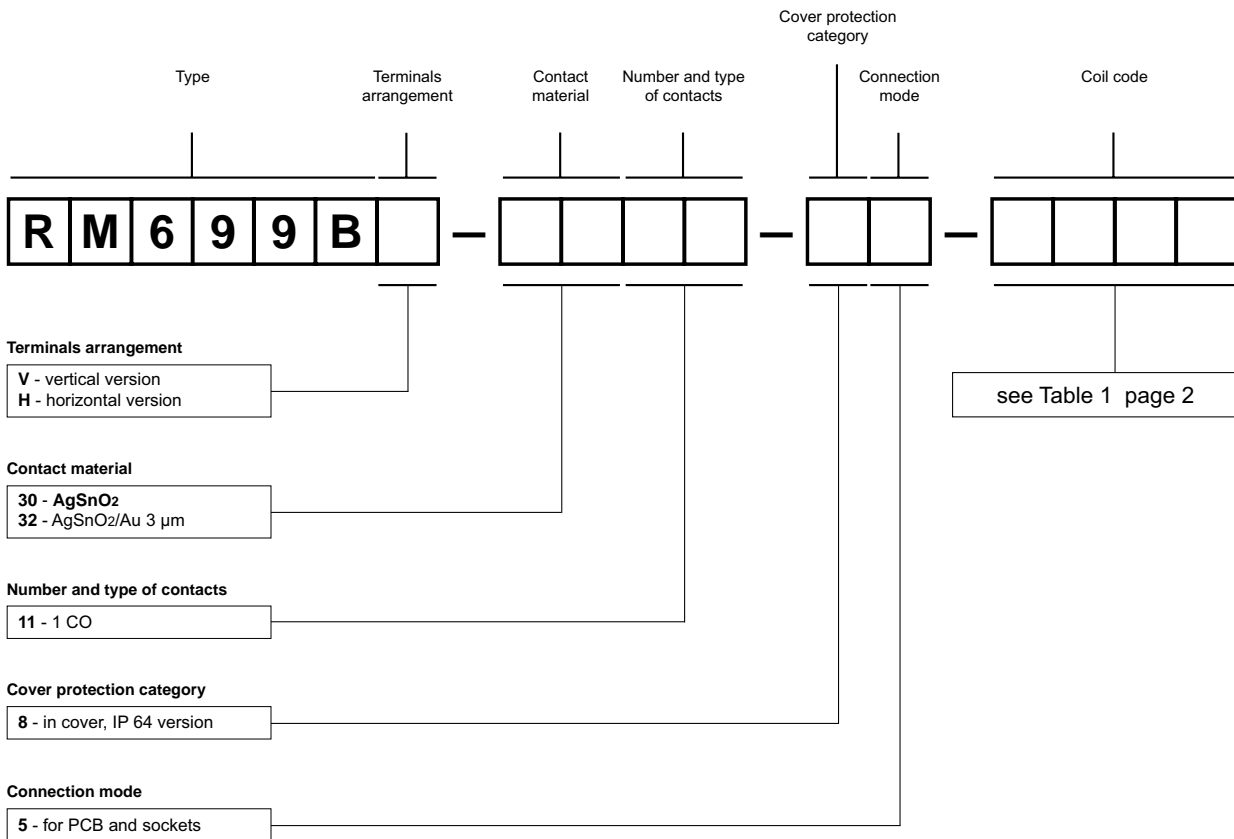 Cover protection
category
Type
Terminals
arrangement
Contact
material
Number and type
of contacts
Connection
mode
Coil code
R M 6 9 9 B – – –
Terminals arrangement
V - vertical version
H - horizontal version
see Table 1 page 2
Contact material
30 - AgSnO2
32 - AgSnO2/Au 3 µm
Number and type of contacts
11 - 1 CO
Cover protection category
8 - in cover, IP 64 version
Connection mode
5 - for PCB and sockets